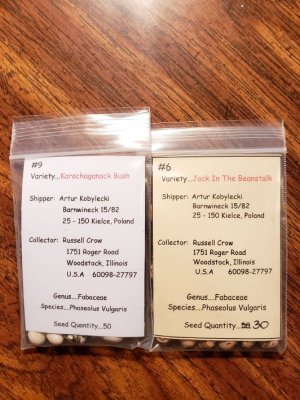 #9
Variety...Karachaganack Bush
Shipper: Artur Kobylecki
Barnwineck 15/82
25 - 150 Kielce, Poland
Collector: Russell Crow
1751 Roger Road
Woodstock, Illinois
U.S.A 60098-27797
Genus....Fabaceae
Species....Phaseolus Vulgaris
Seed Quantity...50
#6
Variety...Jack In The Beanstalk
Shipper: Artur Kobylecki
Barnwineck 15/82
25 - 150 Kielce, Poland
Collector: Russell Crow
1751 Roger Road
Woodstock, Illinois
U.S.A 60098-27797
Genus....Fabaceae
Species....Phaseolus Vulgaris
Seed Quantity... 30